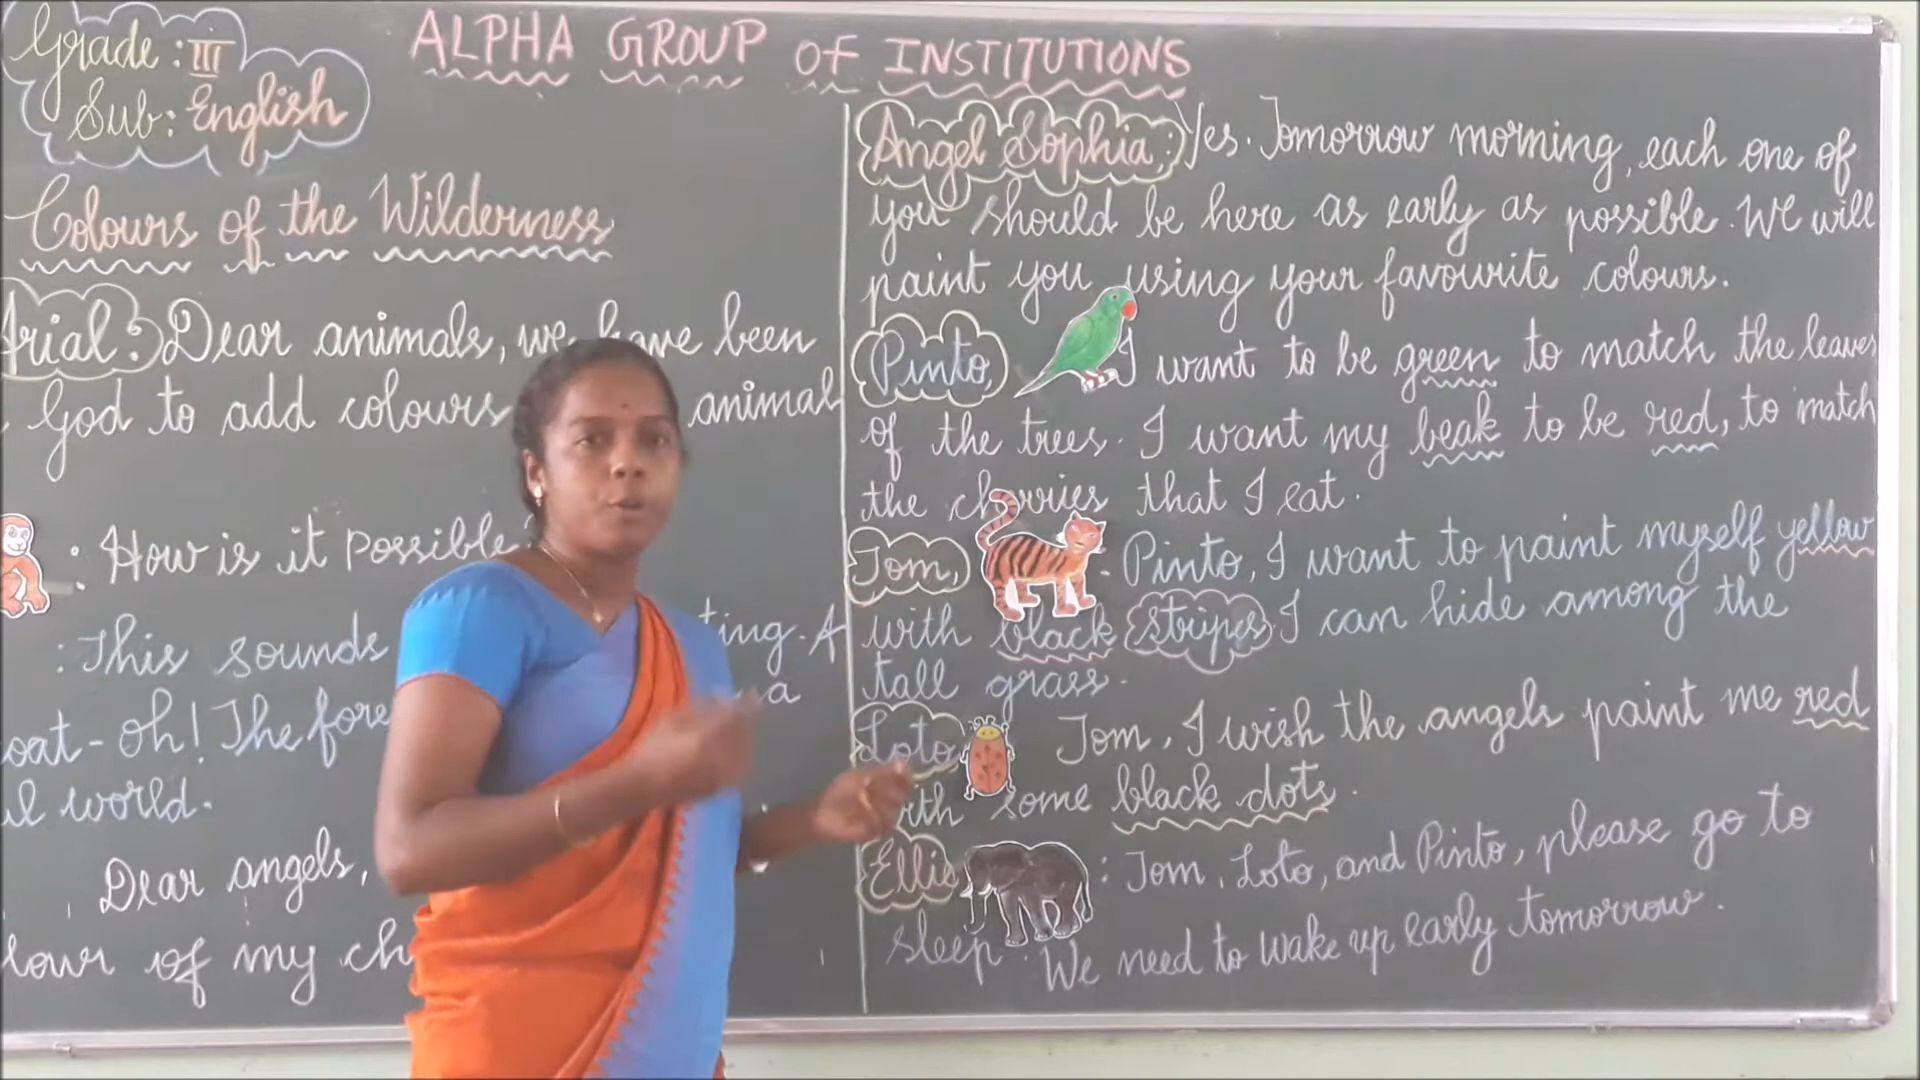 Grade : III
Sub : English
ALPHA GROUP OF INSTITUTIONS
Colours of the Wilderness
Arial : Dear animals, we have been
God to add colours animal
: How is it possible
: This sounds ting. A
oat - oh! The fore a
l world.
Dear angels,
lour of my ch
Angel Sophia : Yes. Tomorrow morning, each one of
you should be here as early as possible. We will
paint you using your favourite colours.
Pinto, I want to be green to match the leaves
of the trees. I want my beak to be red, to match
the cherries that I eat.
Tom, : Pinto, I want to paint myself yellow
with black stripes I can hide among the
tall grass.
Loto Tom, I wish the angels paint me red
ith some black dots.
Ellis : Tom, Loto, and Pinto, please go to
sleep. We need to wake up early tomorrow.